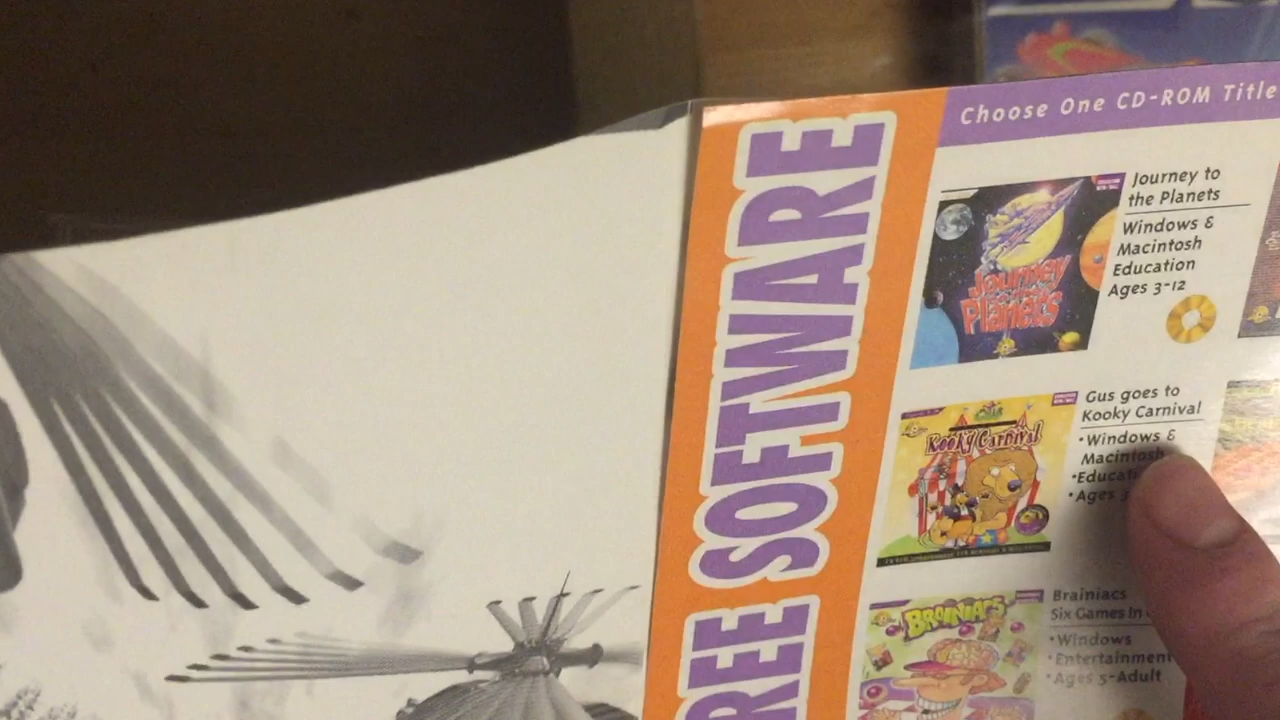 Choose One CD-ROM Title
REE SOFTWARE
Journey to
the Planets
Windows &
Macintosh
Education
Ages 3-12
Journey
Planets
Gus goes to
Kooky Carnival
•Windows &
Macintosh
•Educati
•Ages 3
Kooky Carnival
Brainiacs
Six Games In
•Windows
•Entertainment
•Ages 5-Adult
BRAINIACS